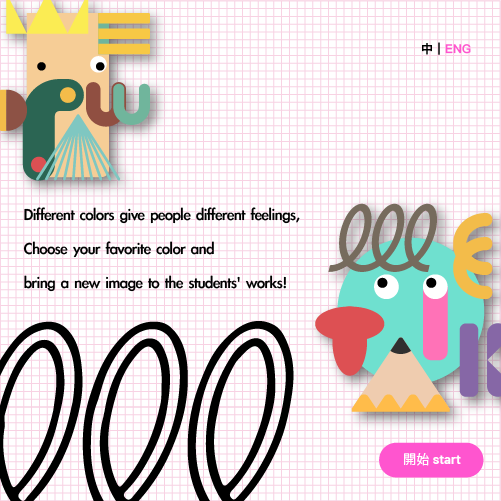 中 | ENG
Different colors give people different feelings,
Choose your favorite color and
bring a new image to the students' works!
開始 start